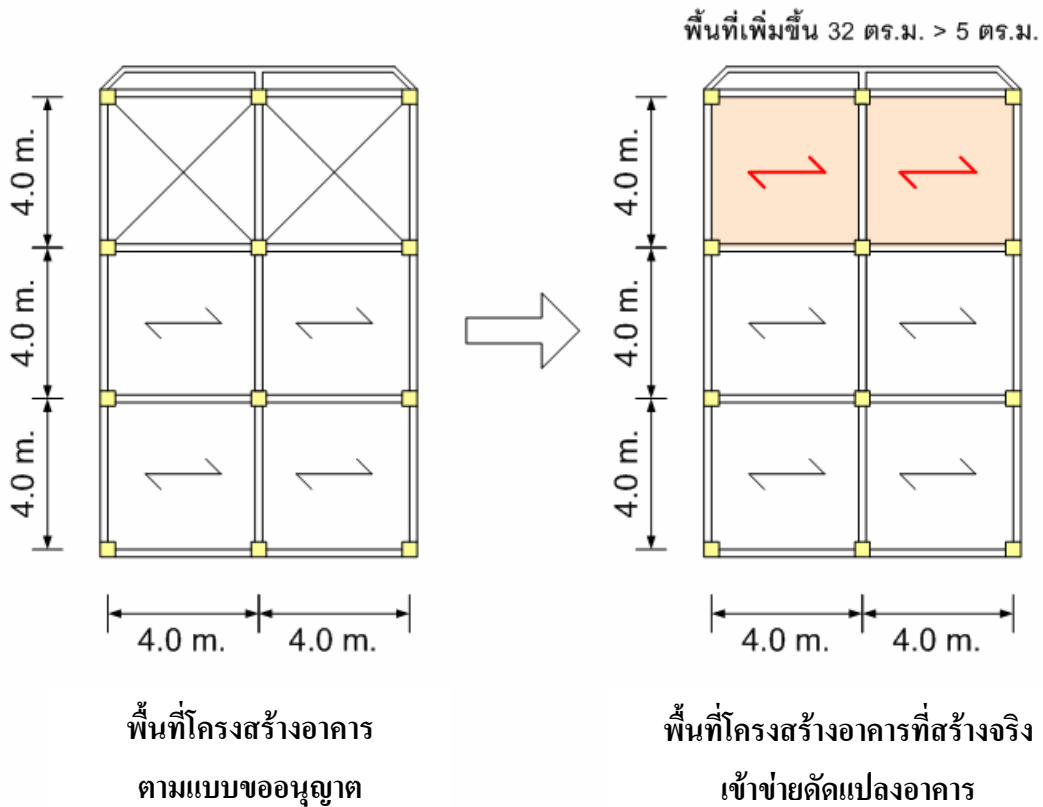 พื้นที่เพิ่มขึ้น 32 ตร.ม. > 5 ตร.ม.
4.0 m.
4.0 m.
4.0 m.
4.0 m.
4.0 m.
4.0 m.
4.0 m.
4.0 m.
4.0 m.
4.0 m.
พื้นที่โครงสร้างอาคาร
ตามแบบขออนุญาต
พื้นที่โครงสร้างอาคารที่สร้างจริง
เข้าข่ายดัดแปลงอาคาร